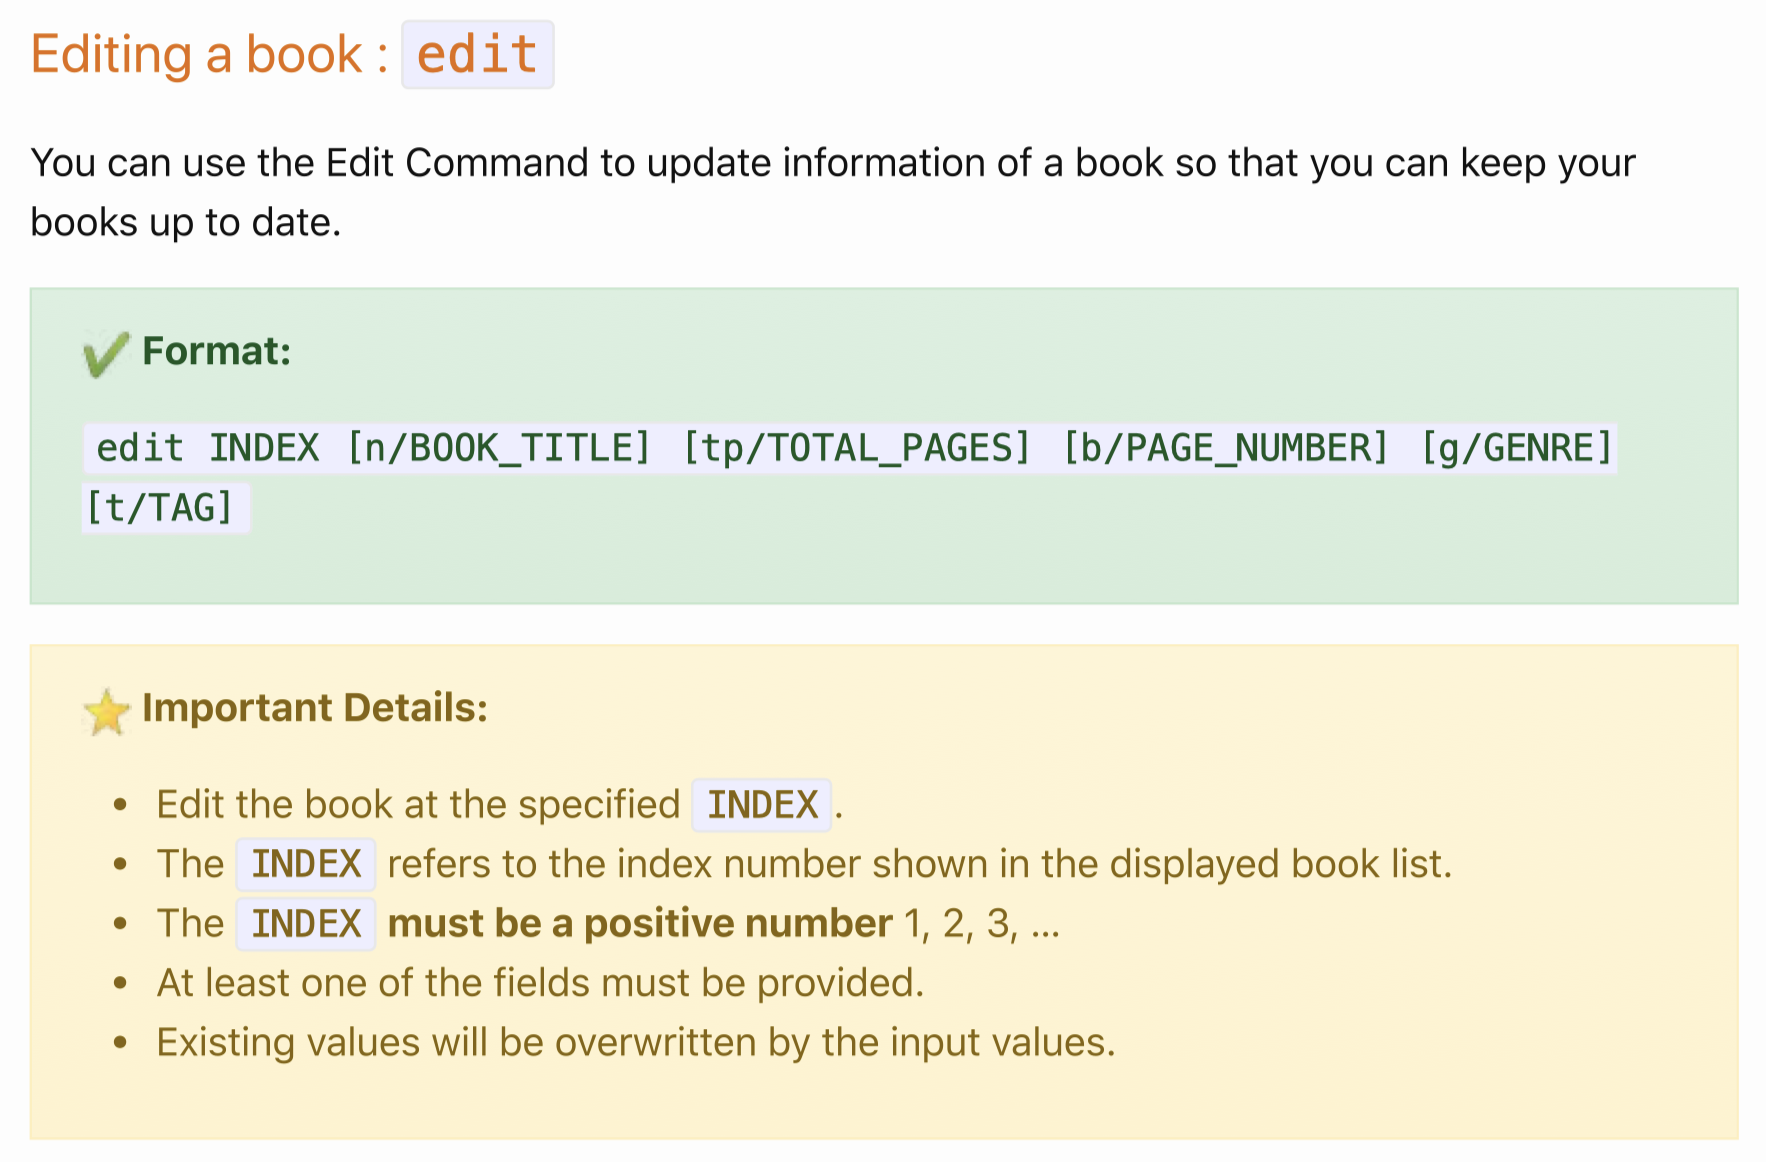 Editing a book : edit
You can use the Edit Command to update information of a book so that you can keep your
books up to date.
Format:
edit INDEX [n/BOOK_TITLE] [tp/TOTAL_PAGES] [b/PAGE_NUMBER] [g/GENRE]
[t/TAG]
Important Details:
• Edit the book at the specified INDEX.
• The INDEX refers to the index number shown in the displayed book list.
• The INDEX must be a positive number 1, 2, 3, …
• At least one of the fields must be provided.
• Existing values will be overwritten by the input values.